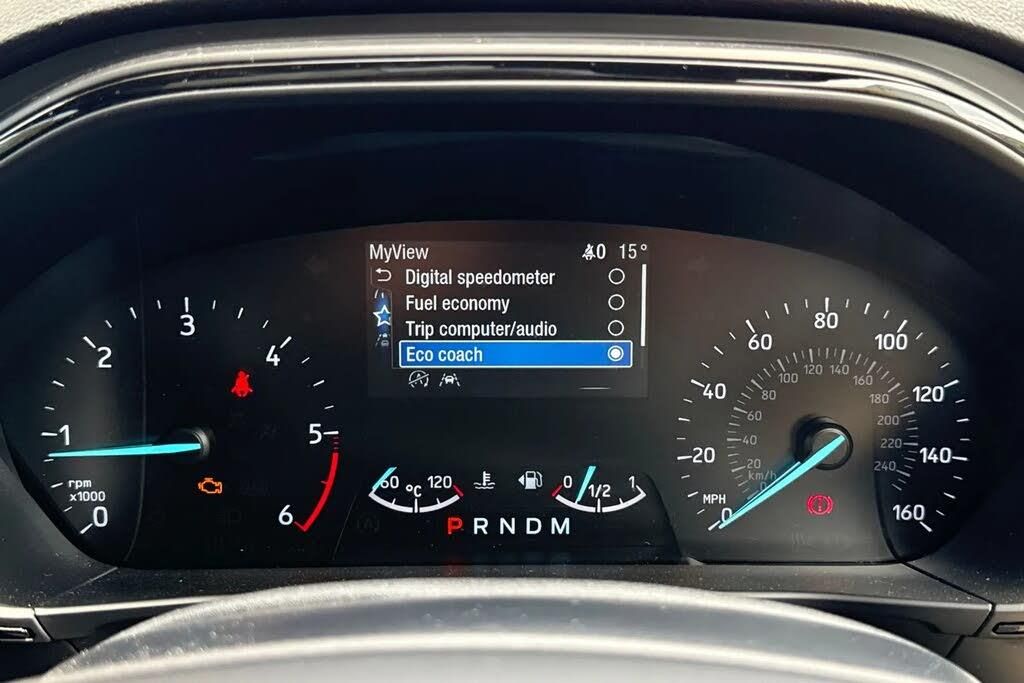 MyView 0 15°
Digital speedometer
Fuel economy
Trip computer/audio
Eco coach
0 1 2 3 4 5 6
rpm
x1000
60 °C 120
0 1/2 1
P R N D M
0 20 40 60 80 100 120 140 160
MPH
20 40 60 80 100 120 140 160 180 200 220 240
km/h